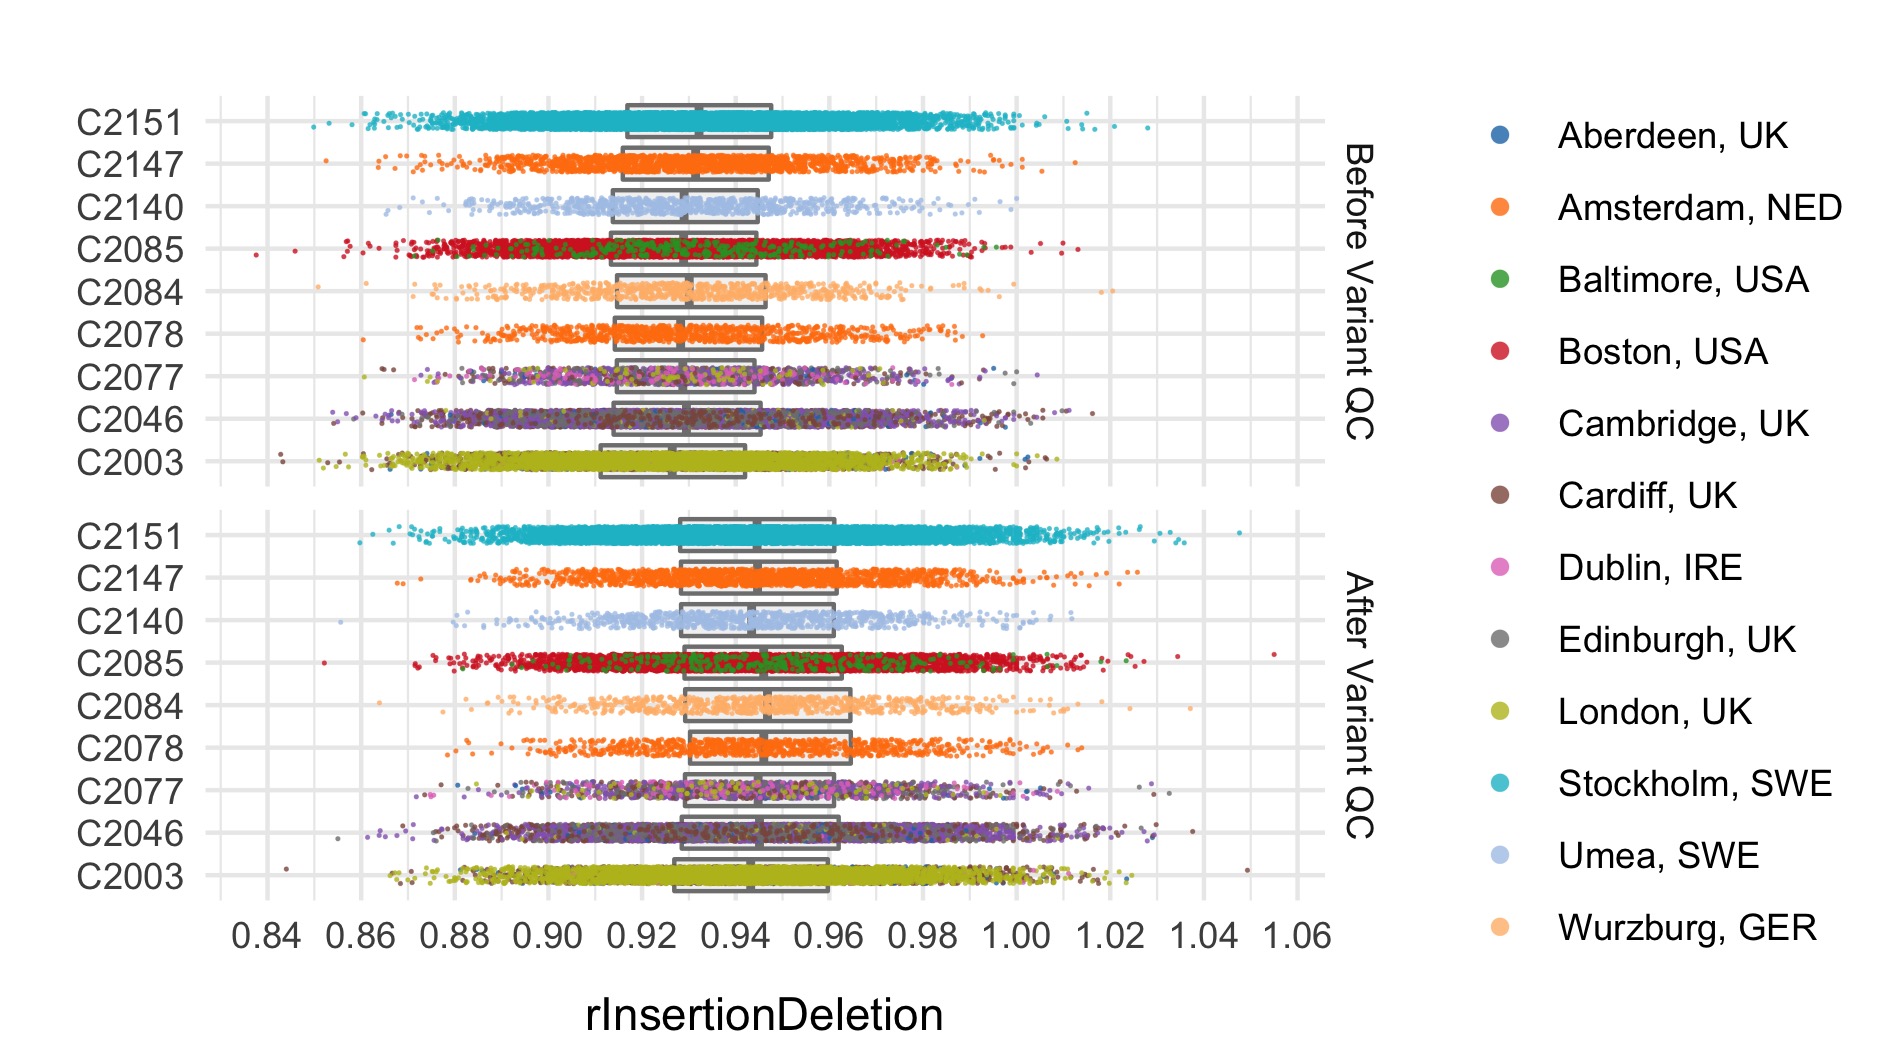 C2151
C2147
C2140
C2085
C2084
C2078
C2077
C2046
C2003
Before Variant QC
C2151
C2147
C2140
C2085
C2084
C2078
C2077
C2046
C2003
After Variant QC
0.84 0.86 0.88 0.90 0.92 0.94 0.96 0.98 1.00 1.02 1.04 1.06
rInsertionDeletion
Aberdeen, UK
Amsterdam, NED
Baltimore, USA
Boston, USA
Cambridge, UK
Cardiff, UK
Dublin, IRE
Edinburgh, UK
London, UK
Stockholm, SWE
Umea, SWE
Wurzburg, GER